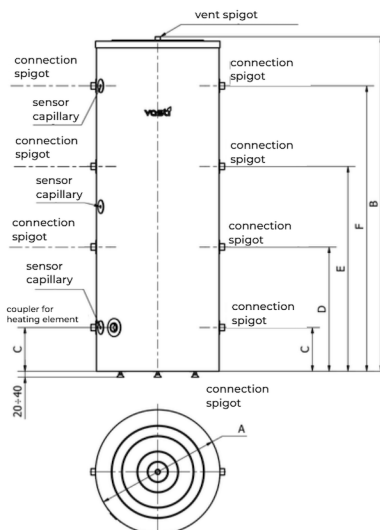 vent spigot
connection
spigot
connection
spigot
sensor
capillary
vosti
connection
spigot
connection
spigot
sensor
capillary
connection
spigot
connection
spigot
sensor
capillary
coupler for
heating element
connection
spigot
B
F
E
D
C
C
20÷40
connection
spigot
A